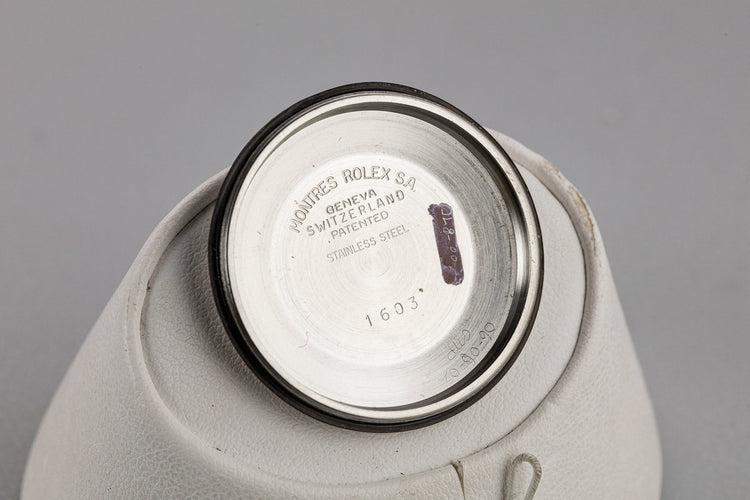 MONTRES ROLEX S.A.
GENEVA
SWITZERLAND
PATENTED
STAINLESS STEEL
1603